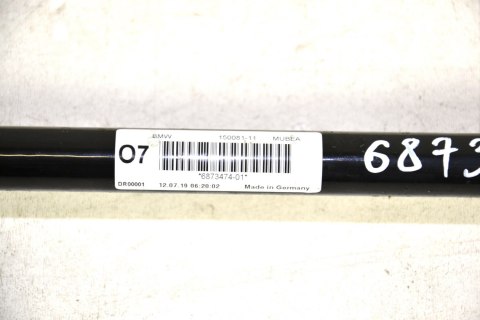 BMW 150081-11 MUBEA
07
*6873474-01*
DR00001 12.07.19 06:20:02 Made in Germany
6873